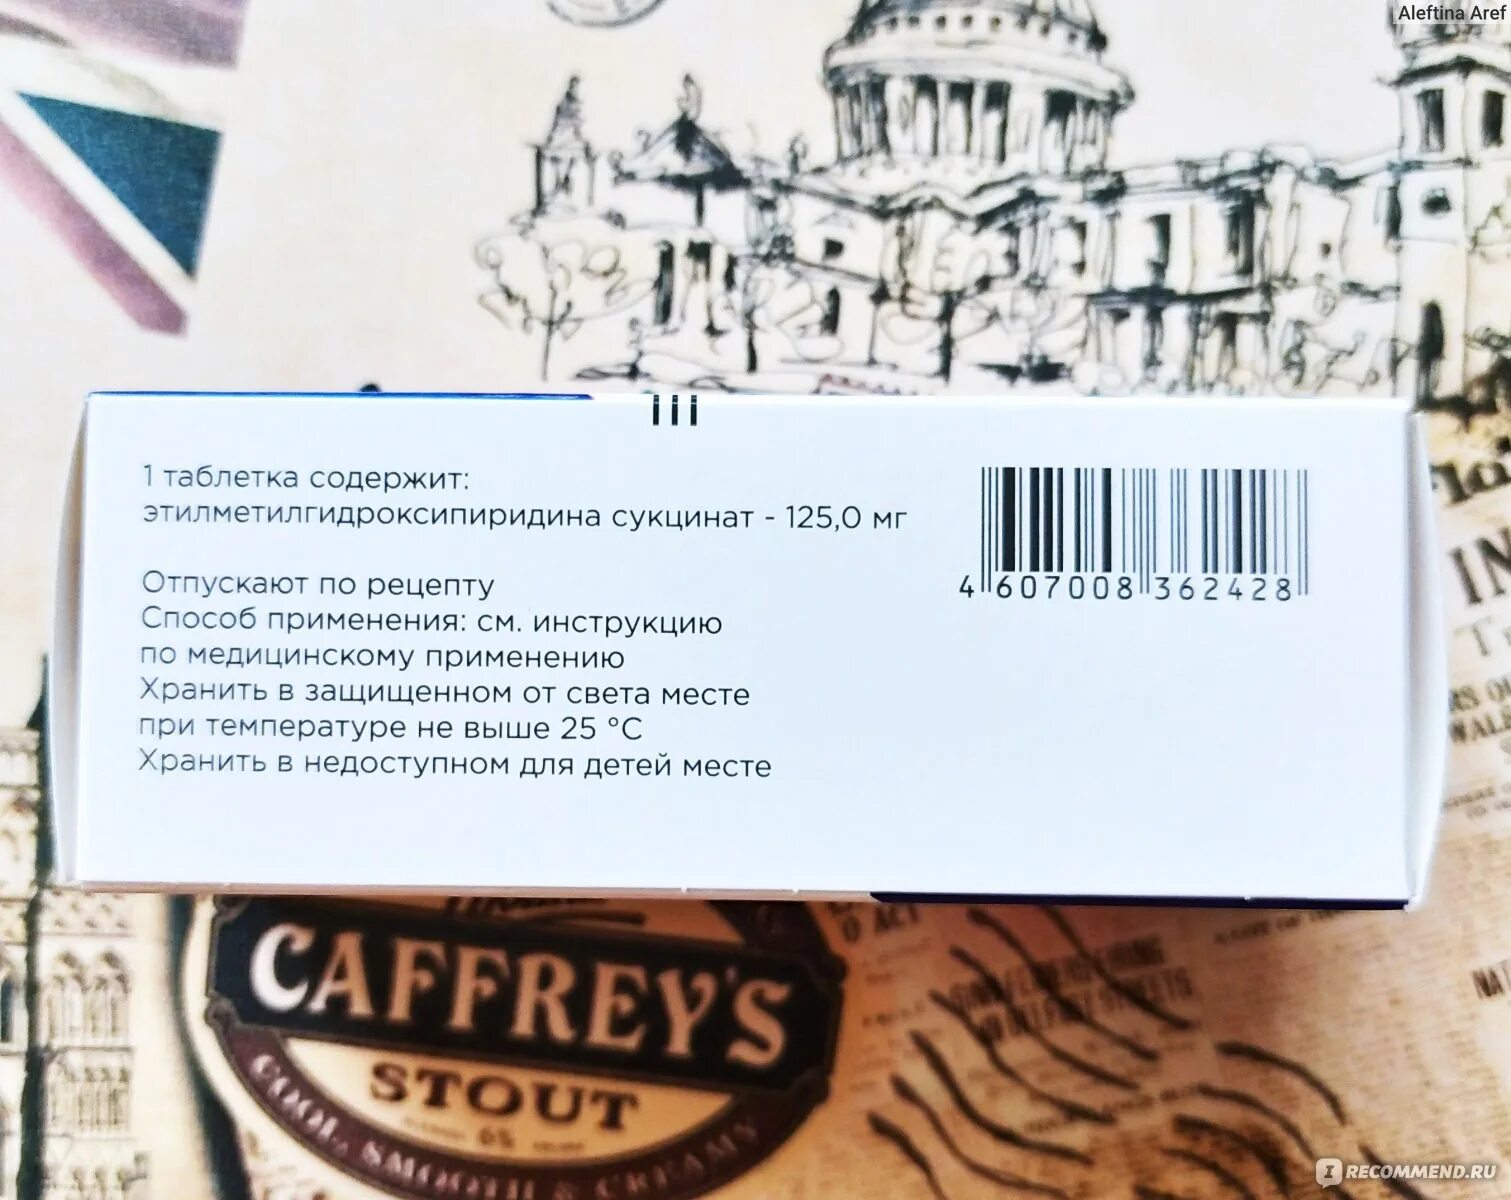 Aleftina Aref
1 таблетка содержит:
этилметилгидроксипиридина сукцинат - 125,0 мг
Отпускают по рецепту
Способ применения: см. инструкцию
по медицинскому применению
Хранить в защищенном от света месте
при температуре не выше 25 °C
Хранить в недоступном для детей месте
4 607008 362428
CAFFREY'S
STOUT
COOL, SMOOTH & CREAMY
IRECOMMEND.RU